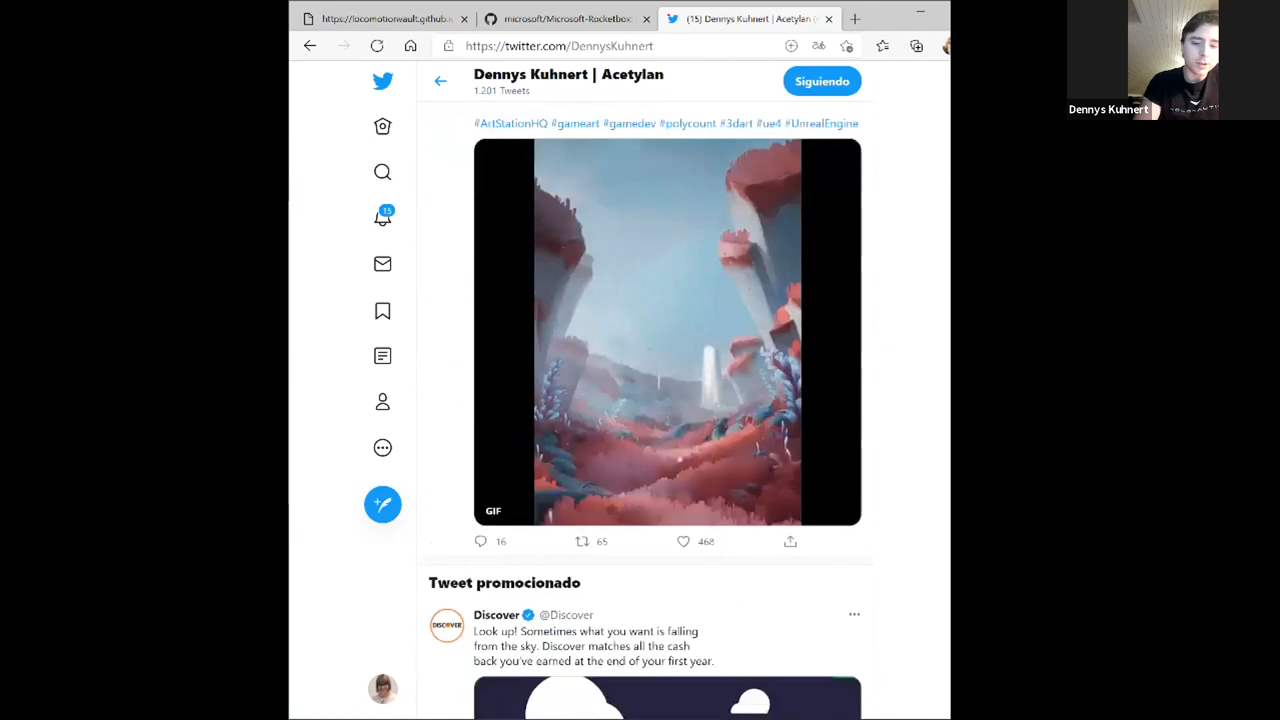 https://locomotionvault.github.i
microsoft/Microsoft-Rocketbox:
(15) Dennys Kuhnert | Acetylan (
https://twitter.com/DennysKuhnert
Dennys Kuhnert
Dennys Kuhnert | Acetylan
1.201 Tweets
Siguiendo
#ArtStationHQ #gameart #gamedev #polycount #3dart #ue4 #UnrealEngine
15
GIF
16 65 468
Tweet promocionado
DISCOVER
Discover @Discover
Look up! Sometimes what you want is falling
from the sky. Discover matches all the cash
back you've earned at the end of your first year.